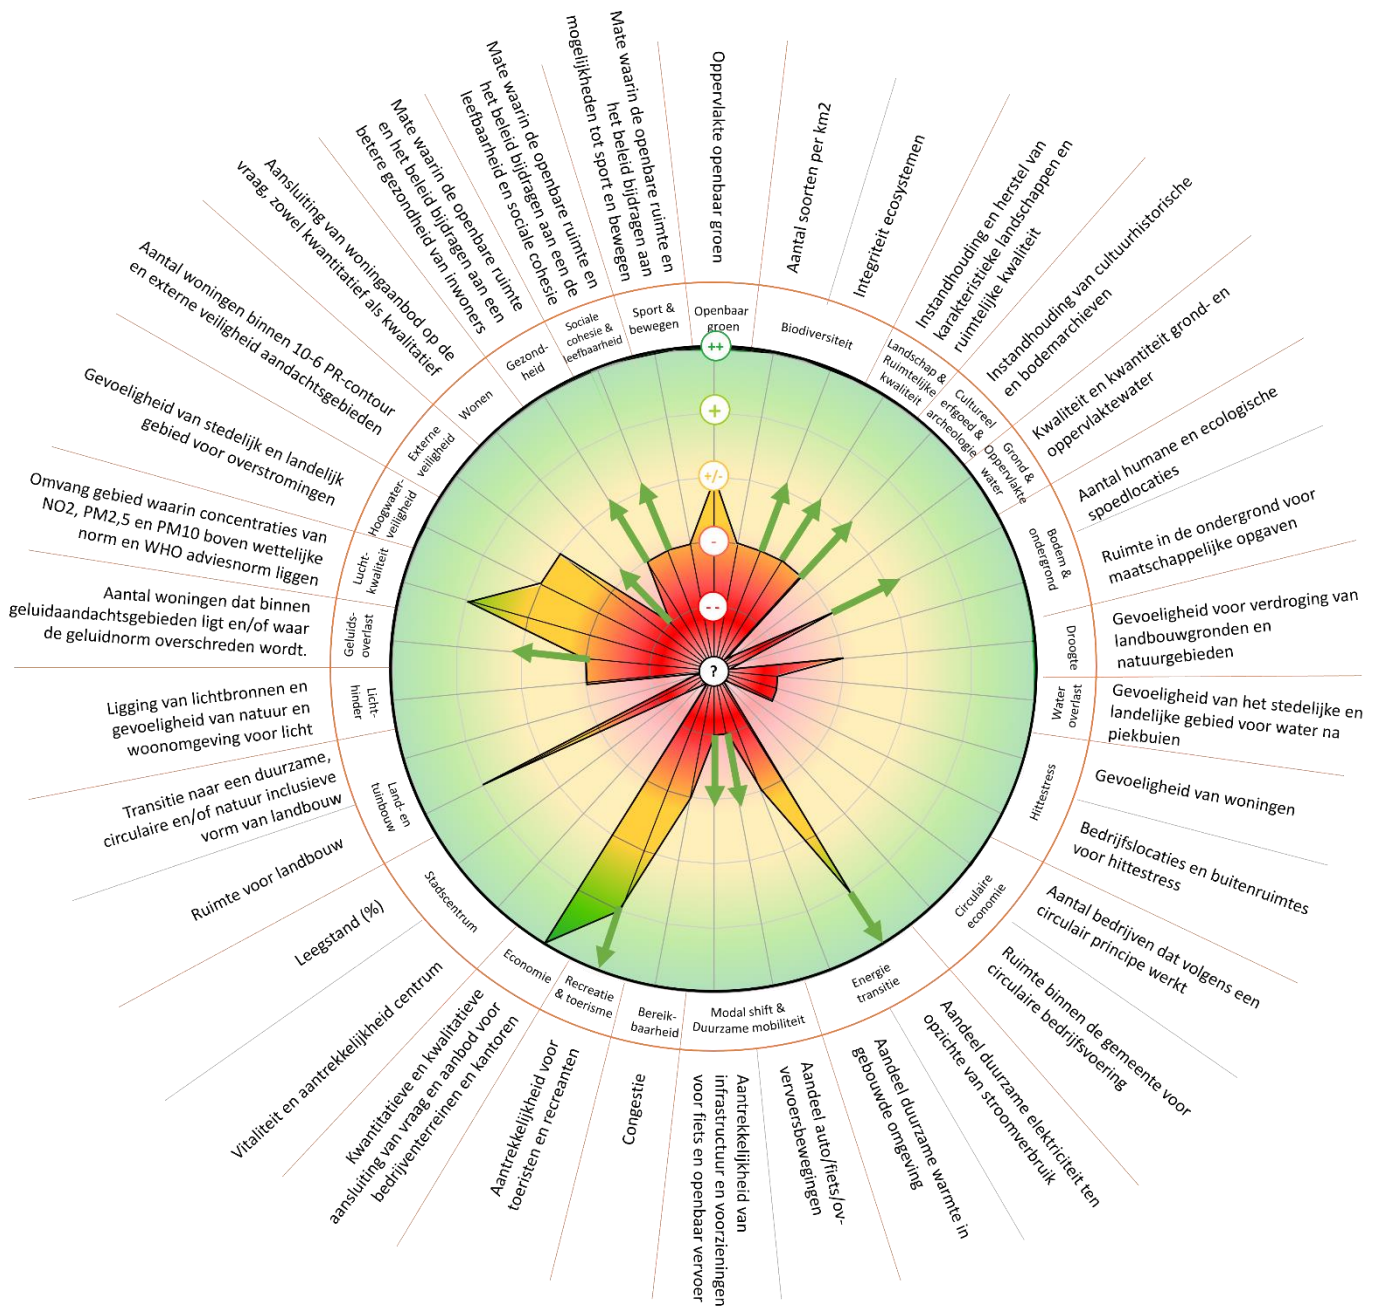 Oppervlakte openbaar groen
Aantal soorten per km2
Integriteit ecosystemen
Instandhouding en herstel van
karakteristieke landschappen en
ruimtelijke kwaliteit
Instandhouding van cultuurhistorische
en bodemarchieven
Kwaliteit en kwantiteit grond- en
oppervlaktewater
Aantal humane en ecologische
spoedlocaties
Ruimte in de ondergrond voor
maatschappelijke opgaven
Gevoeligheid voor verdroging van
landbouwgronden en
natuurgebieden
Gevoeligheid van het stedelijke en
landelijke gebied voor water na
piekbuien
Gevoeligheid van woningen
Bedrijfslocaties en buitenruimtes
voor hittestress
Aantal bedrijven dat volgens een
circulair principe werkt
Ruimte binnen de gemeente voor
circulaire bedrijfsvoering
Aandeel duurzame elektriciteit ten
opzichte van stroomverbruik
Aandeel duurzame warmte in
gebouwde omgeving
Aandeel auto/fiets/ov-
vervoersbewegingen
Aantrekkelijkheid van
infrastructuur en voorzieningen
voor fiets en openbaar vervoer
Congestie
Aantrekkelijkheid voor
toeristen en recreanten
Kwantitatieve en kwalitatieve
aansluiting van vraag en aanbod voor
bedrijventerreinen en kantoren
Vitaliteit en aantrekkelijkheid centrum
Leegstand (%)
Ruimte voor landbouw
Transitie naar een duurzame,
circulaire en/of natuur inclusieve
vorm van landbouw
Ligging van lichtbronnen en
gevoeligheid van natuur en
woonomgeving voor licht
Aantal woningen dat binnen
geluidaandachtsgebieden ligt en/of waar
de geluidnorm overschreden wordt.
Omvang gebied waarin concentraties van
NO2, PM2,5 en PM10 boven wettelijke
norm en WHO adviesnorm liggen
Gevoeligheid van stedelijk en landelijk
gebied voor overstromingen
Aantal woningen binnen 10-6 PR-contour
en externe veiligheid aandachtsgebieden
Aansluiting van woningaanbod op de
vraag, zowel kwantitatief als kwalitatief
Mate waarin de openbare ruimte
en het beleid bijdragen aan een
betere gezondheid van inwoners
Mate waarin de openbare ruimte en
het beleid bijdragen aan een de
leefbaarheid en sociale cohesie
Mate waarin de openbare ruimte en
het beleid bijdragen aan
mogelijkheden tot sport en bewegen
Openbaar
groen
Biodiversiteit
Landschap &
Ruimtelijke
kwaliteit
Cultureel
erfgoed &
archeologie
Grond &
Oppervlakte
water
Bodem &
ondergrond
Droogte
Water
overlast
Hittestress
Circulaire
economie
Energie
transitie
Modal shift &
Duurzame mobiliteit
Bereik-
baarheid
Recreatie
& toerisme
Economie
Stadscentrum
Land- en
tuinbouw
Licht-
hinder
Geluids-
overlast
Lucht-
kwaliteit
Hoogwater-
veiligheid
Externe
veiligheid
Wonen
Gezond-
heid
Sociale
cohesie &
leefbaarheid
Sport &
bewegen
++
+
+/-
-
--
?